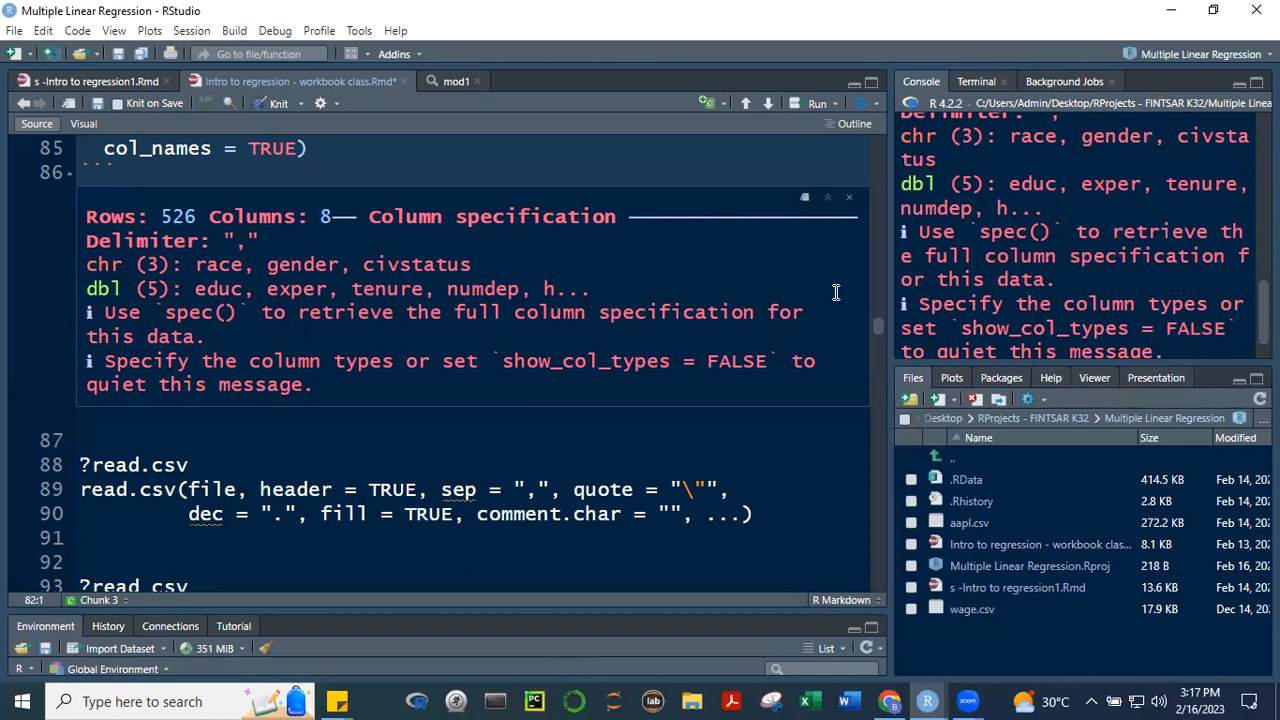 Multiple Linear Regression - RStudio
File Edit Code View Plots Session Build Debug Profile Tools Help
Go to file/function Addins Multiple Linear Regression
s -Intro to regression1.Rmd Intro to regression - workbook class.Rmd* mod1
Knit on Save ABC Knit Run
Source Visual Outline
85 col_names = TRUE)
86 ```
Rows: 526 Columns: 8── Column specification ────────────────
Delimiter: ","
chr (3): race, gender, civstatus
dbl (5): educ, exper, tenure, numdep, h...
ℹ Use `spec()` to retrieve the full column specification for
this data.
ℹ Specify the column types or set `show_col_types = FALSE` to
quiet this message.
87
88 ?read.csv
89 read.csv(file, header = TRUE, sep = ",", quote = "\"",
90 dec = ".", fill = TRUE, comment.char = "", ...)
91
92
93 ?read.csv
82:1 Chunk 3 R Markdown
Environment History Connections Tutorial
Import Dataset 351 MiB List
R Global Environment
Console Terminal Background Jobs
R 4.2.2 . C:/Users/Admin/Desktop/RProjects - FINTSAR K32/Multiple Linea
Delimiter: ","
chr (3): race, gender, civsta
tus
dbl (5): educ, exper, tenure,
numdep, h...
ℹ Use `spec()` to retrieve th
e full column specification f
or this data.
ℹ Specify the column types or
set `show_col_types = FALSE`
to quiet this message.
Files Plots Packages Help Viewer Presentation
Desktop RProjects - FINTSAR K32 Multiple Linear Regression ...
Name Size Modified
..
.RData 414.5 KB Feb 14, 202
.Rhistory 2.8 KB Feb 14, 202
aapl.csv 272.2 KB Feb 14, 202
Intro to regression - workbook clas... 8.1 KB Feb 13, 202
Multiple Linear Regression.Rproj 218 B Feb 16, 202
s -Intro to regression1.Rmd 13.6 KB Feb 14, 202
wage.csv 17.9 KB Dec 14, 202
Type here to search PC lab zoom 30°C 3:17 PM
2/16/2023